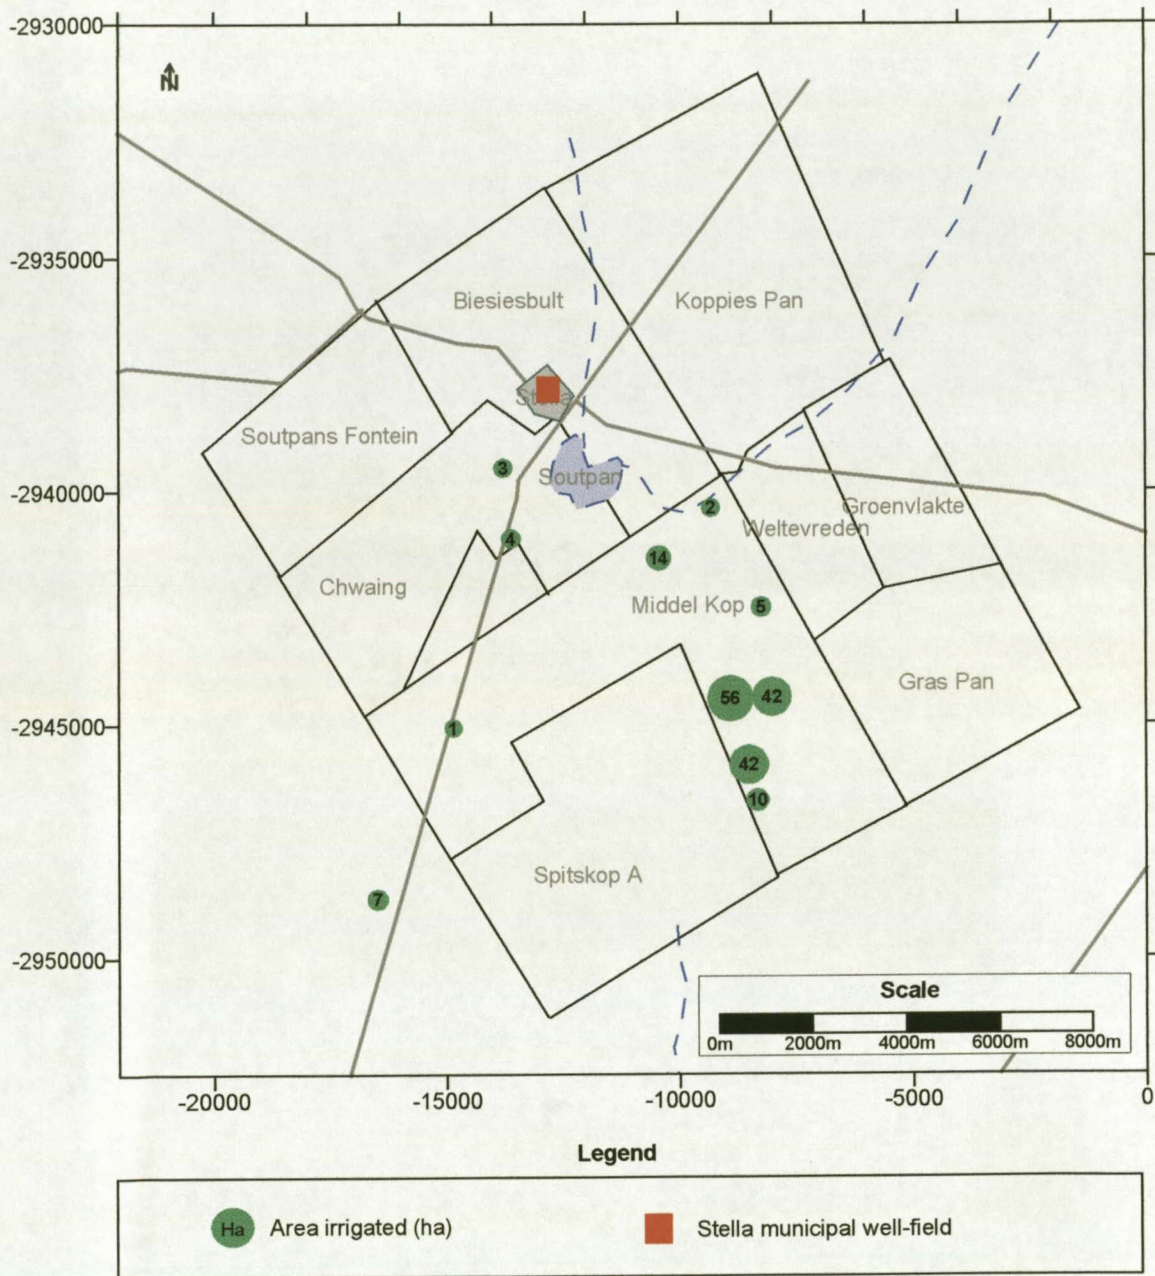 -2930000
N
-2935000
Biesiesbult
Koppies Pan
Stella
Soutpans Fontein
3
Soutpan
-2940000
2
Groenvlakte
Weltevreden
4
14
Chwaing
Middel Kop
5
Gras Pan
56
42
-2945000
1
42
10
Spitskop A
7
-2950000
Scale
0m 2000m 4000m 6000m 8000m
-20000 -15000 -10000 -5000 0
Legend
Ha Area irrigated (ha) Stella municipal well-field